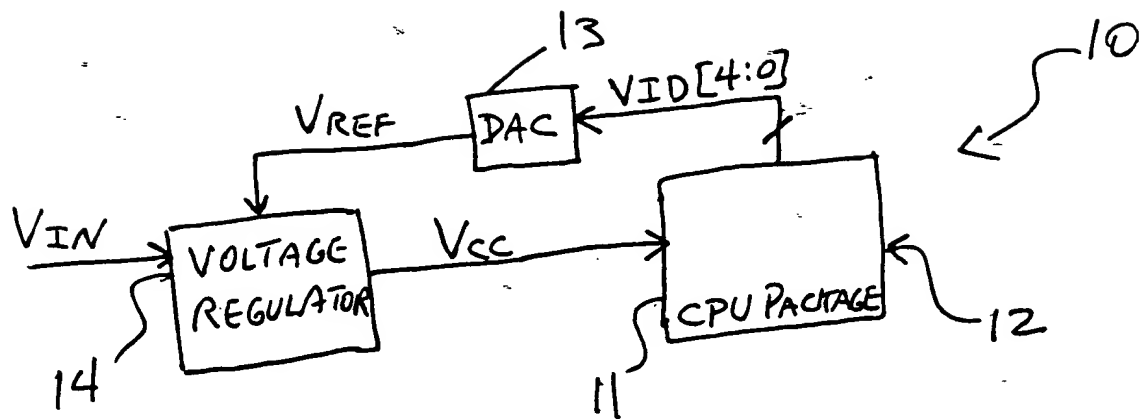 13
10
VID[4:0]
VREF
DAC
VIN
VOLTAGE
REGULATOR
VCC
CPU PACKAGE
12
14
11